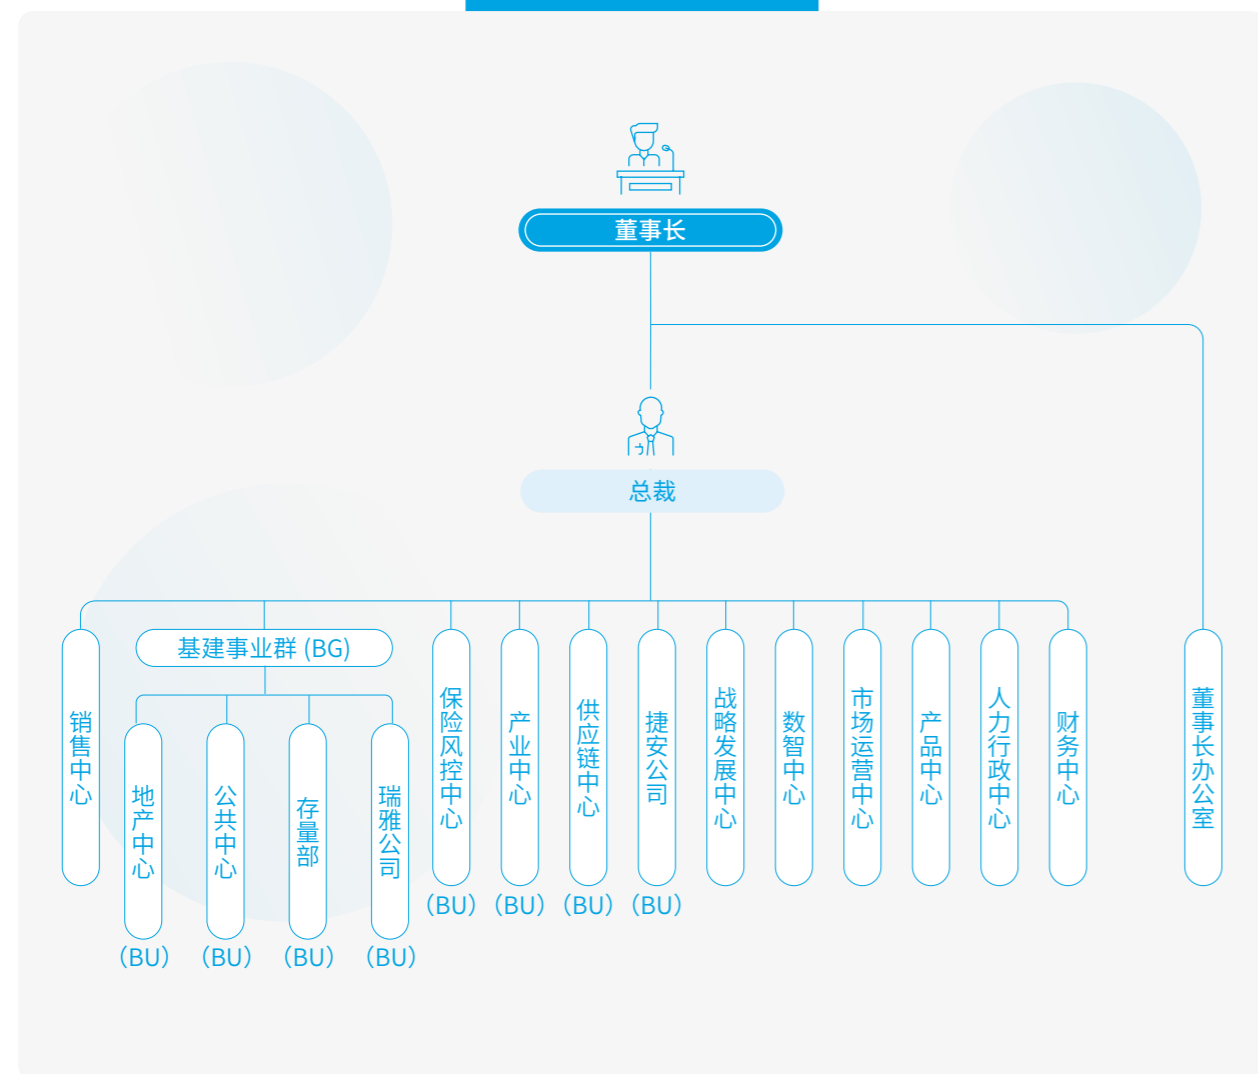 董事长
总裁
销售中心
基建事业群 (BG)
地产中心
（BU）
公共中心
（BU）
存量部
（BU）
瑞雅公司
（BU）
保险风控中心
（BU）
产业中心
（BU）
供应链中心
（BU）
捷安公司
（BU）
战略发展中心
数智中心
市场运营中心
产品中心
人力行政中心
财务中心
董事长办公室